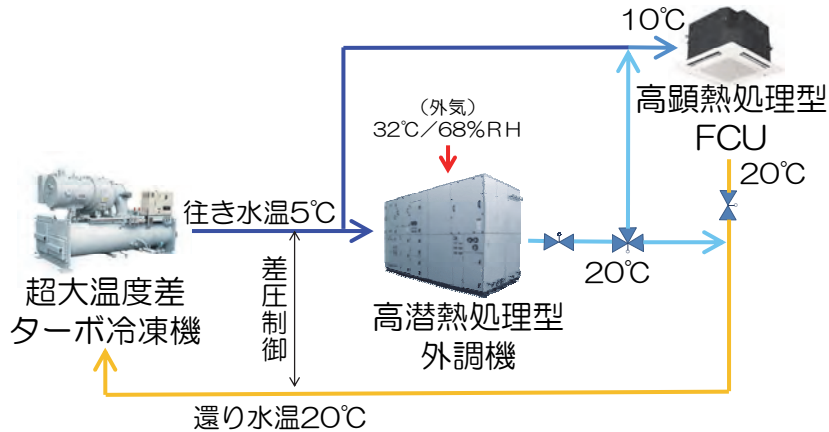 10℃
高顕熱処理型
FCU
20℃
(外気)
32℃/68%RH
往き水温5℃
超大温度差
ターボ冷凍機
差圧制御
高潜熱処理型
外調機
20℃
還り水温20℃